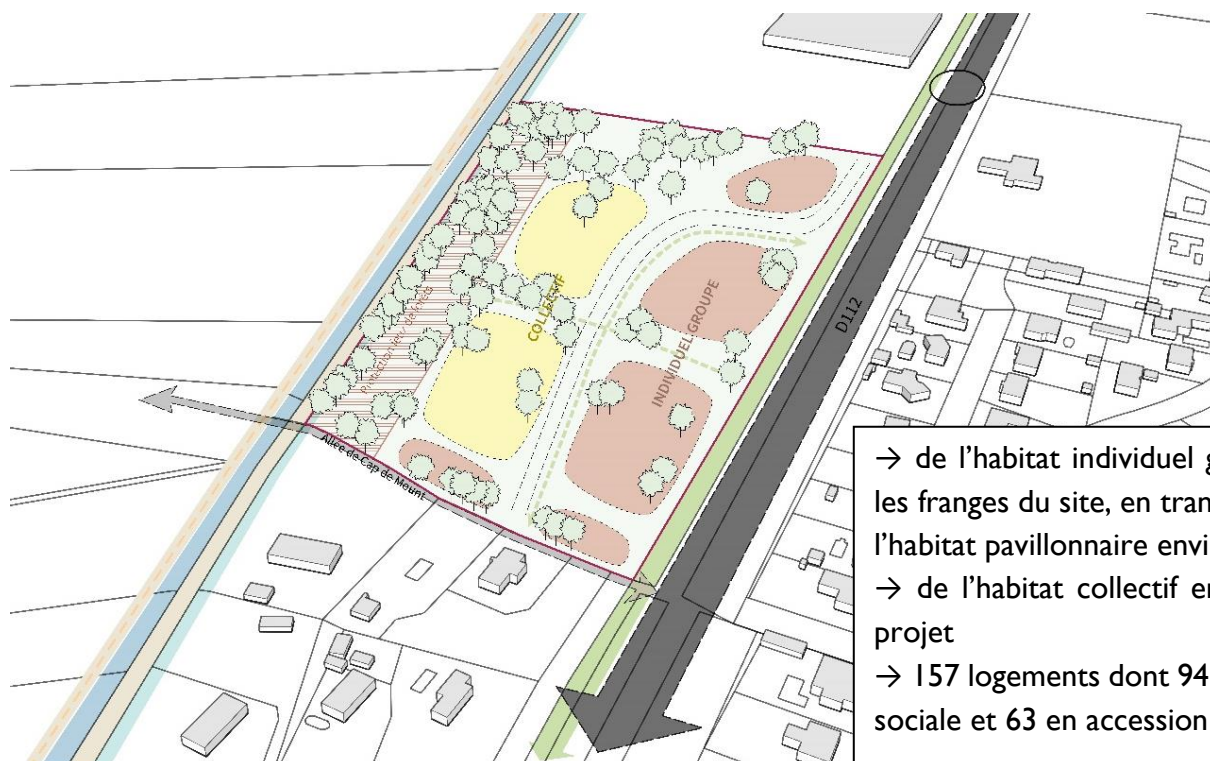 COLLECTIF
INDIVIDUEL GROUPE
D112
Allée de Cap de Mount
→ de l'habitat individuel g
les franges du site, en tran
l'habitat pavillonnaire envi
→ de l'habitat collectif en
projet
→ 157 logements dont 94
sociale et 63 en accession